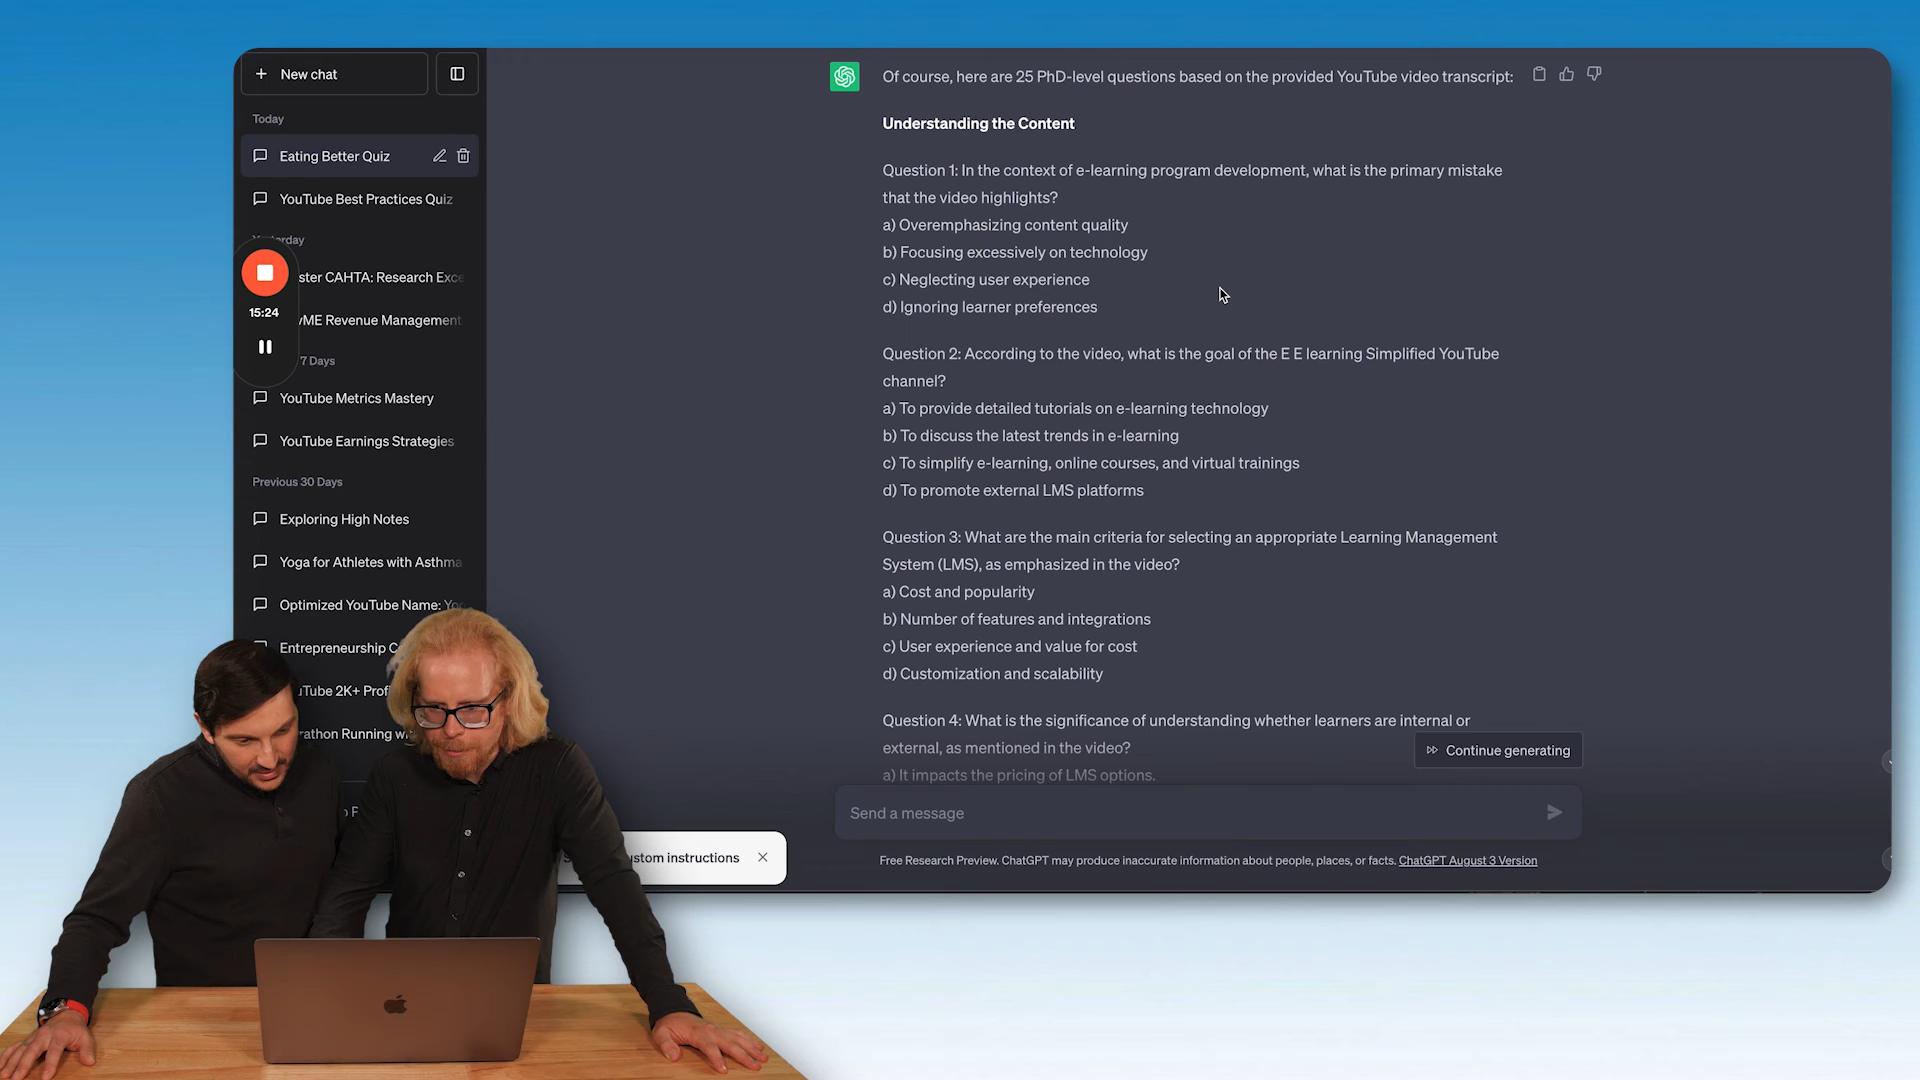 New chat
Today
Eating Better Quiz
YouTube Best Practices Quiz
Yesterday
ster CAHTA: Research Exce
15:24
ME Revenue Management
7 Days
YouTube Metrics Mastery
YouTube Earnings Strategies
Previous 30 Days
Exploring High Notes
Yoga for Athletes with Asthma
Optimized YouTube Name: Yo
Entrepreneurship C
uTube 2K+ Profi
rathon Running wi
Of course, here are 25 PhD-level questions based on the provided YouTube video transcript:
Understanding the Content
Question 1: In the context of e-learning program development, what is the primary mistake
that the video highlights?
a) Overemphasizing content quality
b) Focusing excessively on technology
c) Neglecting user experience
d) Ignoring learner preferences
Question 2: According to the video, what is the goal of the E E learning Simplified YouTube
channel?
a) To provide detailed tutorials on e-learning technology
b) To discuss the latest trends in e-learning
c) To simplify e-learning, online courses, and virtual trainings
d) To promote external LMS platforms
Question 3: What are the main criteria for selecting an appropriate Learning Management
System (LMS), as emphasized in the video?
a) Cost and popularity
b) Number of features and integrations
c) User experience and value for cost
d) Customization and scalability
Question 4: What is the significance of understanding whether learners are internal or
external, as mentioned in the video?
a) It impacts the pricing of LMS options.
Continue generating
Send a message
ustom instructions
Free Research Preview. ChatGPT may produce inaccurate information about people, places, or facts. ChatGPT August 3 Version